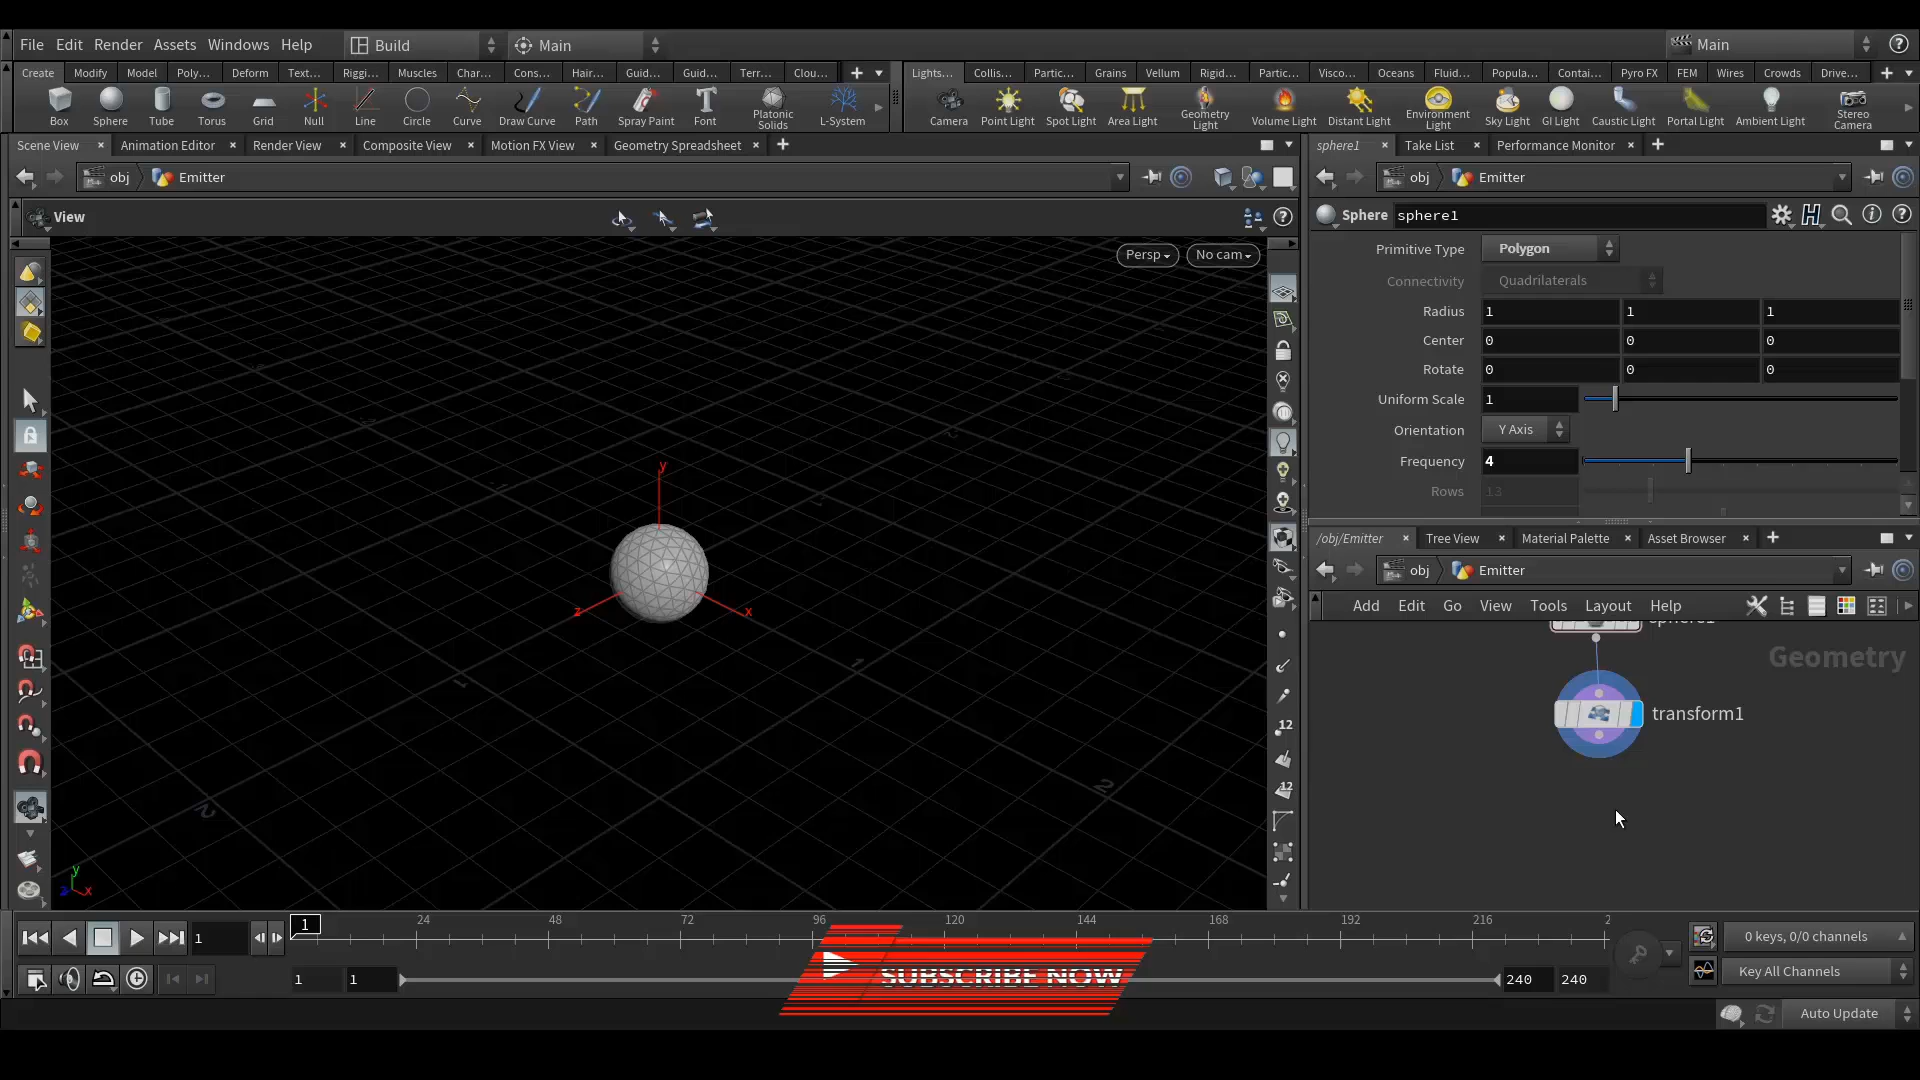 File Edit Render Assets Windows Help Build Main Main
Create Modify Model Poly... Deform Text... Riggi... Muscles Char... Cons... Hair... Guid... Guid... Terr... Clou... Lights... Collis... Partic... Grains Vellum Rigid... Partic... Visco... Oceans Fluid... Popula... Contai... Pyro FX FEM Wires Crowds Drive...
Box Sphere Tube Torus Grid Null Line Circle Curve Draw Curve Path Spray Paint Font Platonic Solids L-System Camera Point Light Spot Light Area Light Geometry Light Volume Light Distant Light Environment Light Sky Light GI Light Caustic Light Portal Light Ambient Light Stereo Camera
Scene View Animation Editor Render View Composite View Motion FX View Geometry Spreadsheet
obj Emitter
View
Persp No cam
y
z x
1
2
12
12
y
z x
sphere1 Take List Performance Monitor
obj Emitter
Sphere sphere1
Primitive Type Polygon
Connectivity Quadrilaterals
Radius 1 1 1
Center 0 0 0
Rotate 0 0 0
Uniform Scale 1
Orientation Y Axis
Frequency 4
Rows 13
/obj/Emitter Tree View Material Palette Asset Browser
obj Emitter
Add Edit Go View Tools Layout Help
sphere1
Geometry
transform1
1 1 24 48 72 96 120 144 168 192 216 2
0 keys, 0/0 channels
1 1 240 240
Key All Channels
SUBSCRIBE NOW
Auto Update